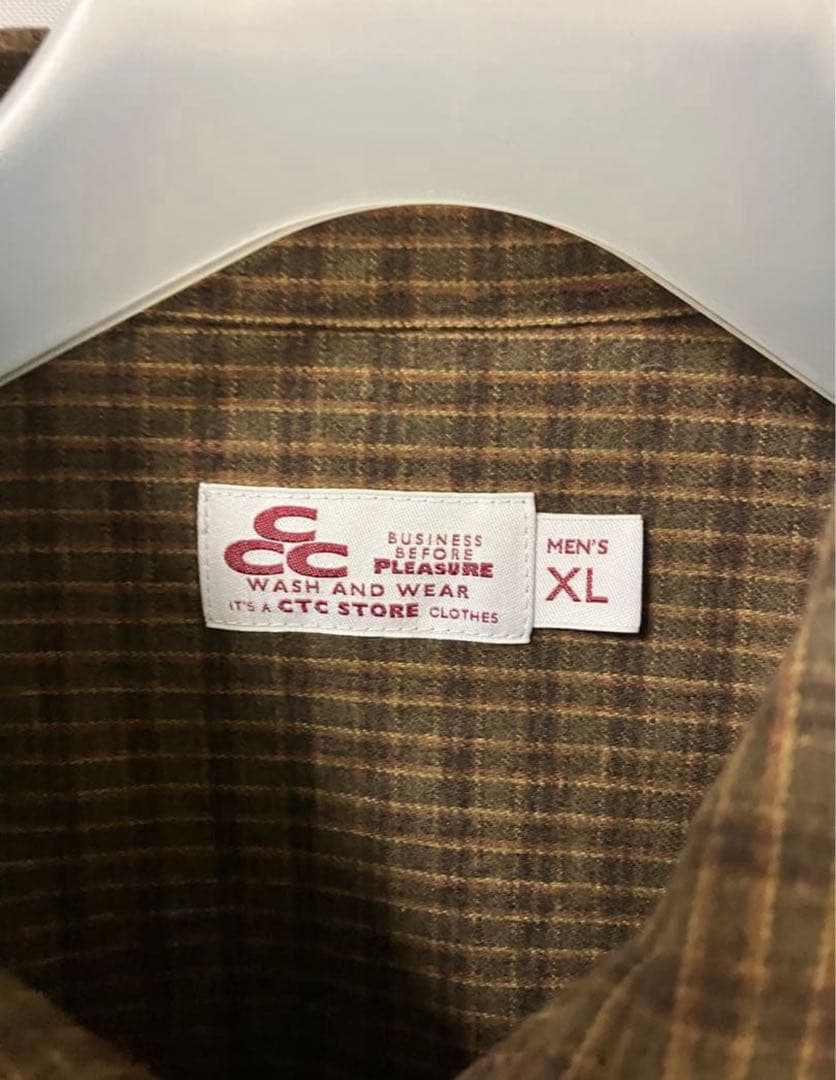 C
CCC
BUSINESS
BEFORE
PLEASURE
WASH AND WEAR
IT'S A CTC STORE CLOTHES
MEN'S
XL